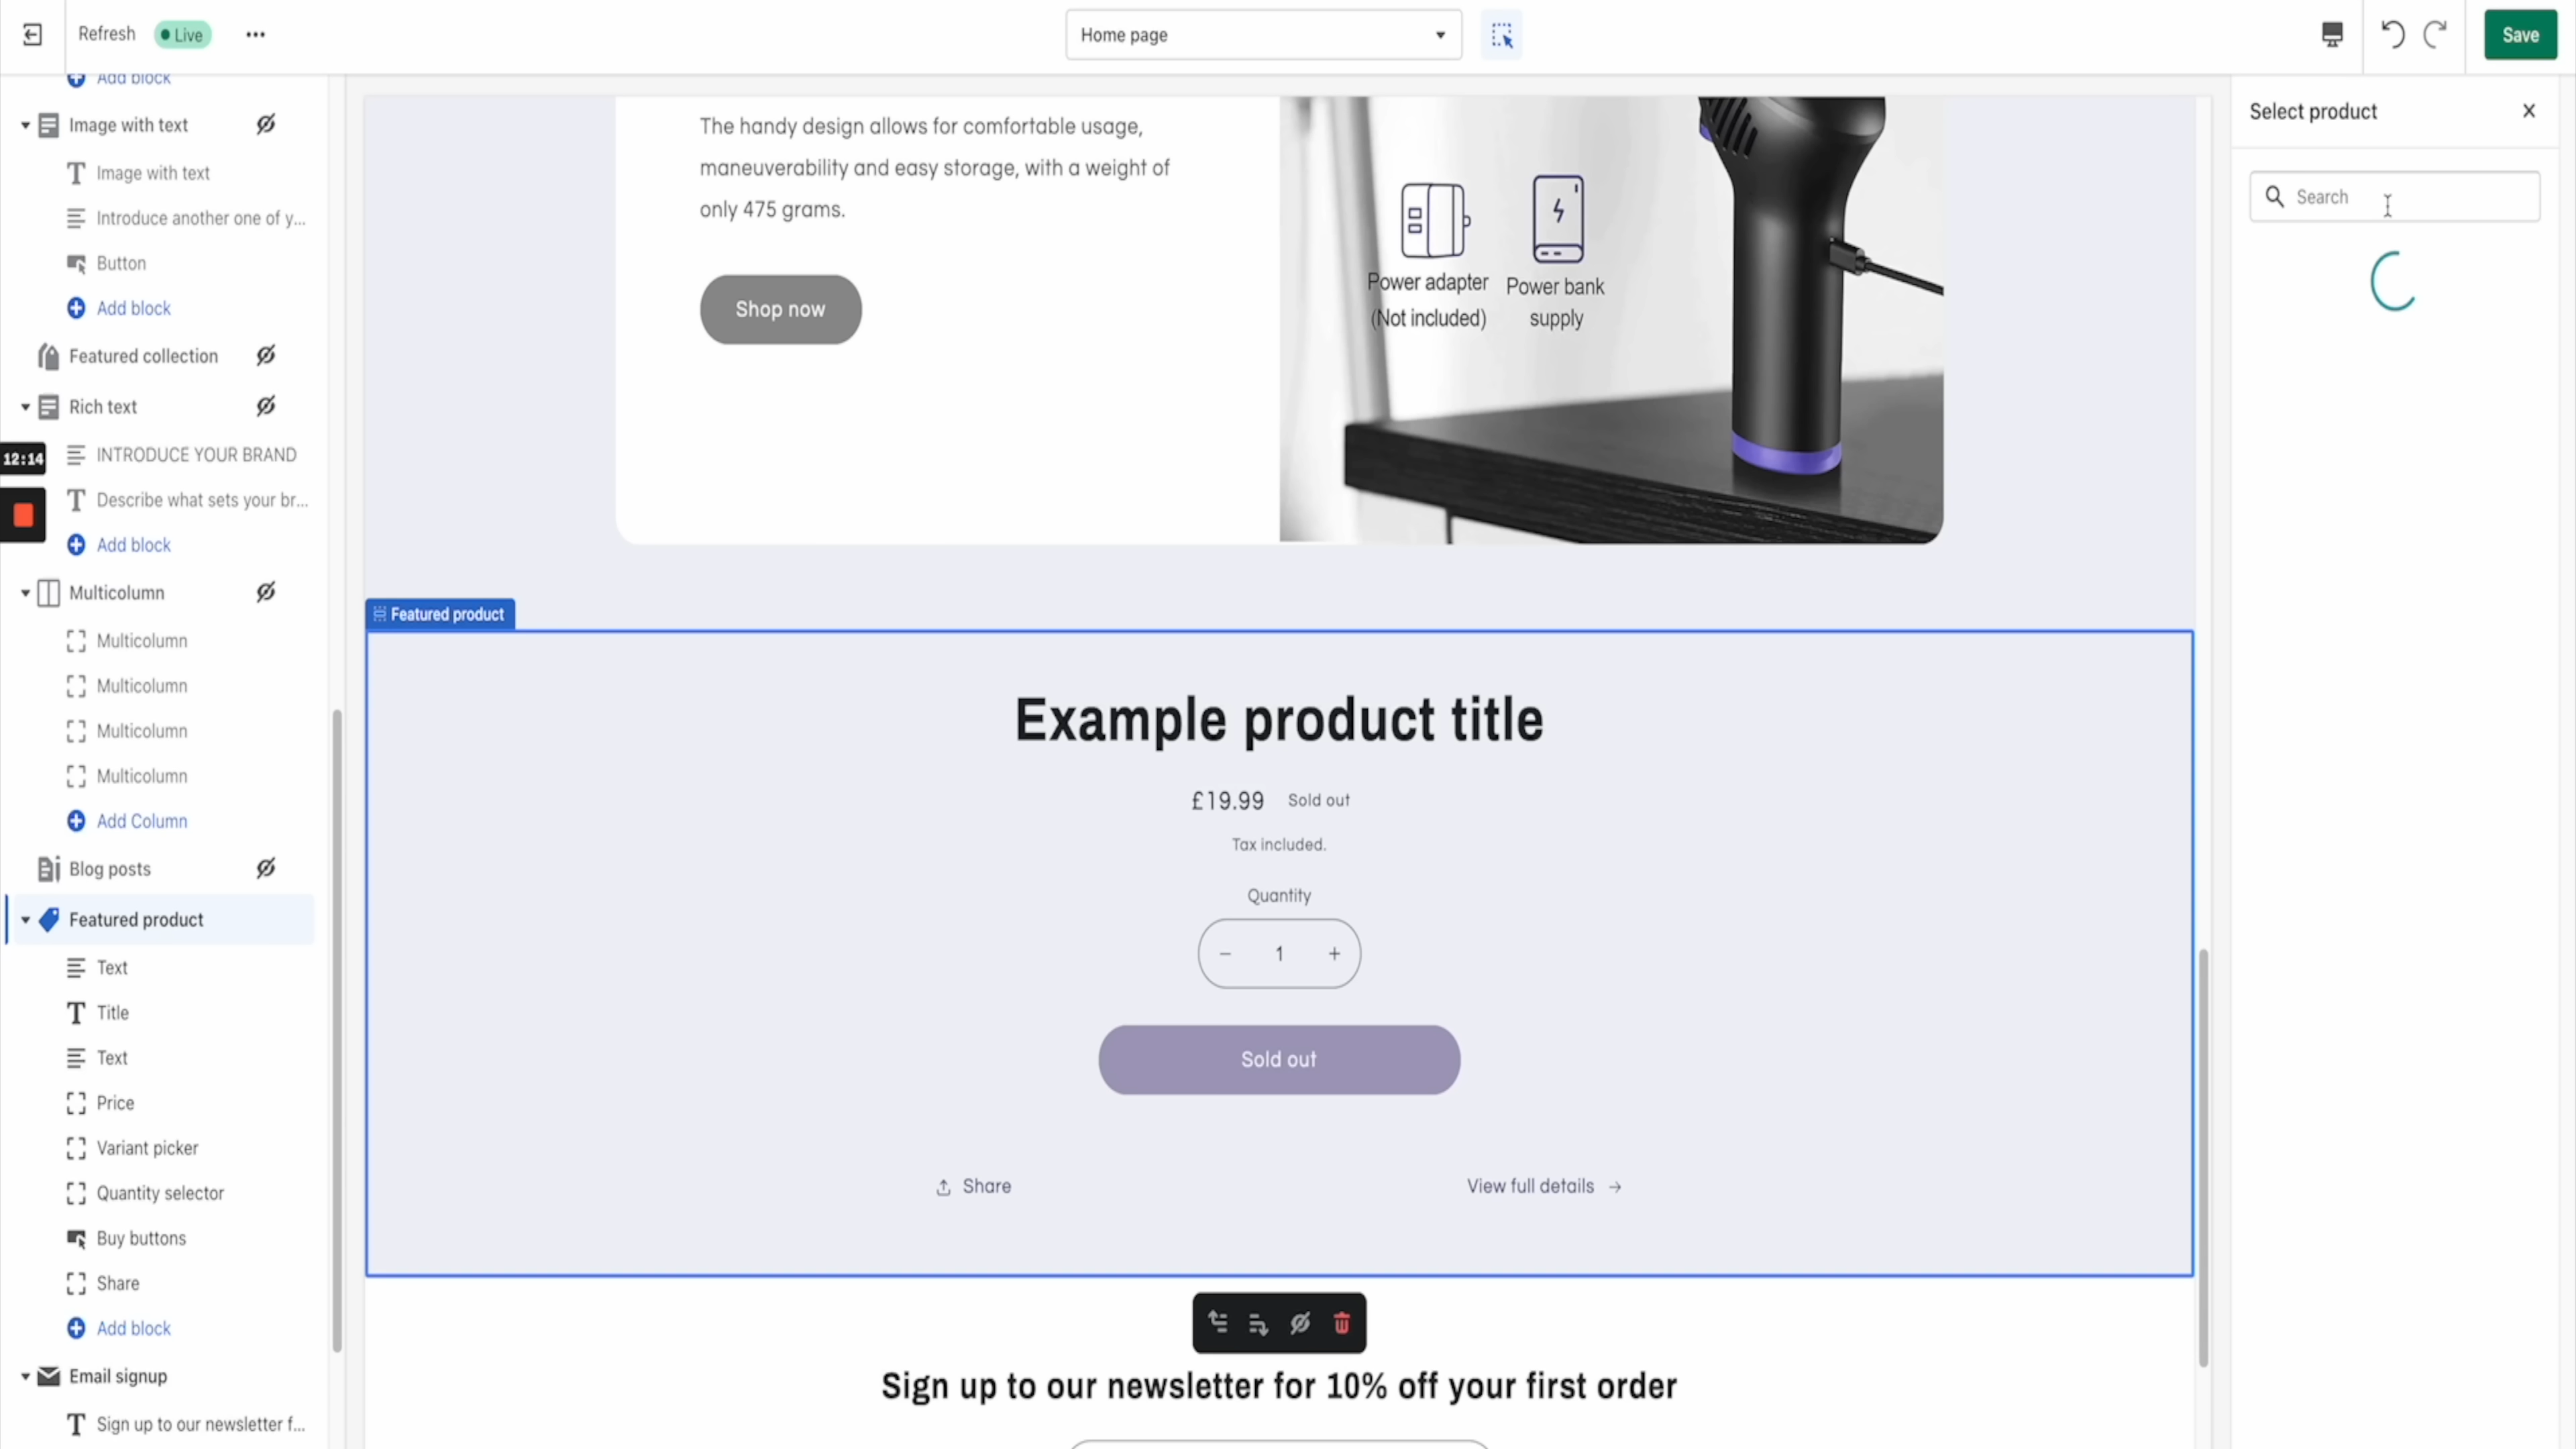 Refresh
Live
Home page
Save
Add block
Image with text
Image with text
Introduce another one of y...
Button
Add block
Featured collection
Rich text
12:14
INTRODUCE YOUR BRAND
Describe what sets your br...
Add block
Multicolumn
Multicolumn
Multicolumn
Multicolumn
Multicolumn
Add Column
Blog posts
Featured product
Text
Title
Text
Price
Variant picker
Quantity selector
Buy buttons
Share
Add block
Email signup
Sign up to our newsletter f...
The handy design allows for comfortable usage,
maneuverability and easy storage, with a weight of
only 475 grams.
Shop now
Power adapter
(Not included)
Power bank
supply
Featured product
Example product title
£19.99 Sold out
Tax included.
Quantity
− 1 +
Sold out
Share
View full details →
Sign up to our newsletter for 10% off your first order
Select product
Search